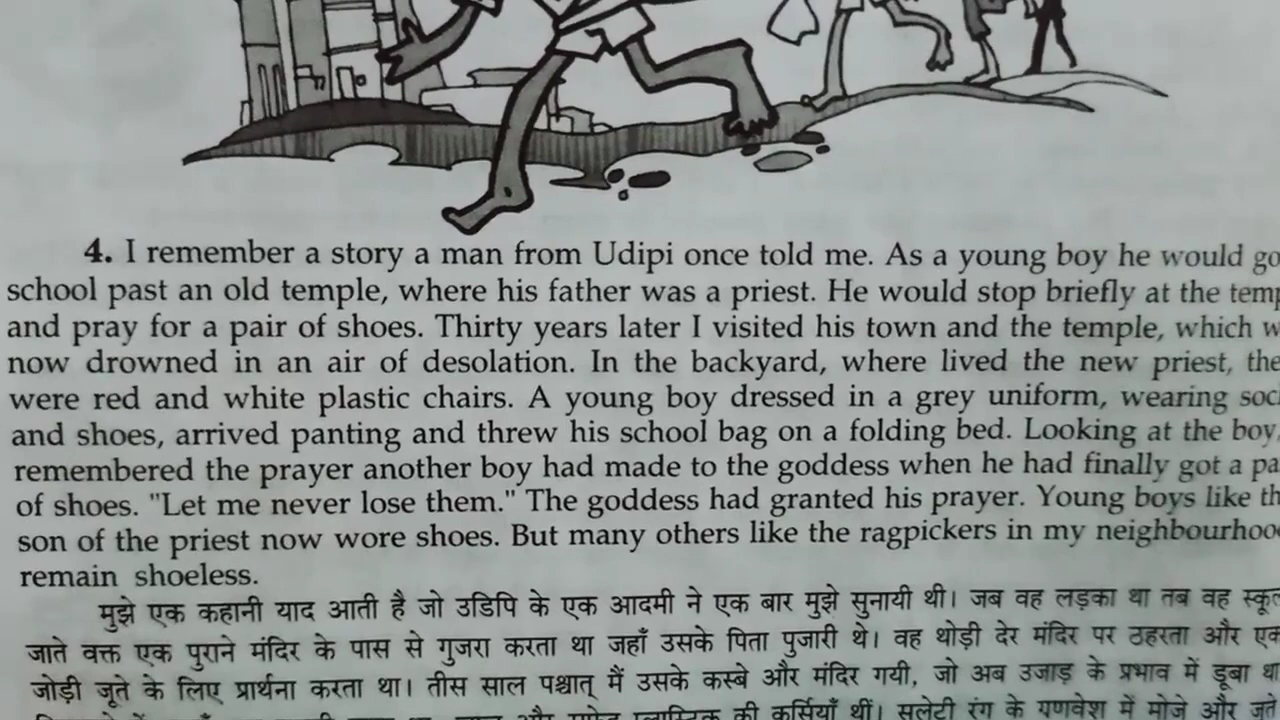 4. I remember a story a man from Udipi once told me. As a young boy he would go
school past an old temple, where his father was a priest. He would stop briefly at the
and pray for a pair of shoes. Thirty years later I visited his town and the temple, which
now drowned in an air of desolation. In the backyard, where lived the new priest,
were red and white plastic chairs. A young boy dressed in a grey uniform, wearing
and shoes, arrived panting and threw his school bag on a folding bed. Looking at the boy,
remembered the prayer another boy had made to the goddess when he had finally got a
of shoes. "Let me never lose them." The goddess had granted his prayer. Young boys like
son of the priest now wore shoes. But many others like the ragpickers in my
remain shoeless.
मुझे एक कहानी याद आती है जो उडिपि के एक आदमी ने एक बार मुझे सुनायी थी। जब वह लड़का था तब वह स्कूल
जाते वक्त एक पुराने मंदिर के पास से गुजरा करता था जहाँ उसके पिता पुजारी थे। वह थोड़ी देर मंदिर पर ठहरता और एक
जोड़ी जूते के लिए प्रार्थना करता था। तीस साल पश्चात् मैं उसके कस्बे और मंदिर गयी, जो अब उजाड़ के प्रभाव में डूबा
की कुर्सियाँ थीं। सलेटी रंग के गणवेश में मोजे और